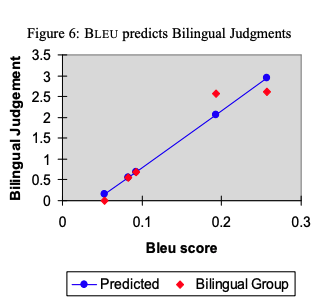 Figure 6: BLEU predicts Bilingual Judgments
3.5
3
2.5
2
1.5
1
0.5
0
Bilingual Judgement
0 0.1 0.2 0.3
Bleu score
Predicted Bilingual Group